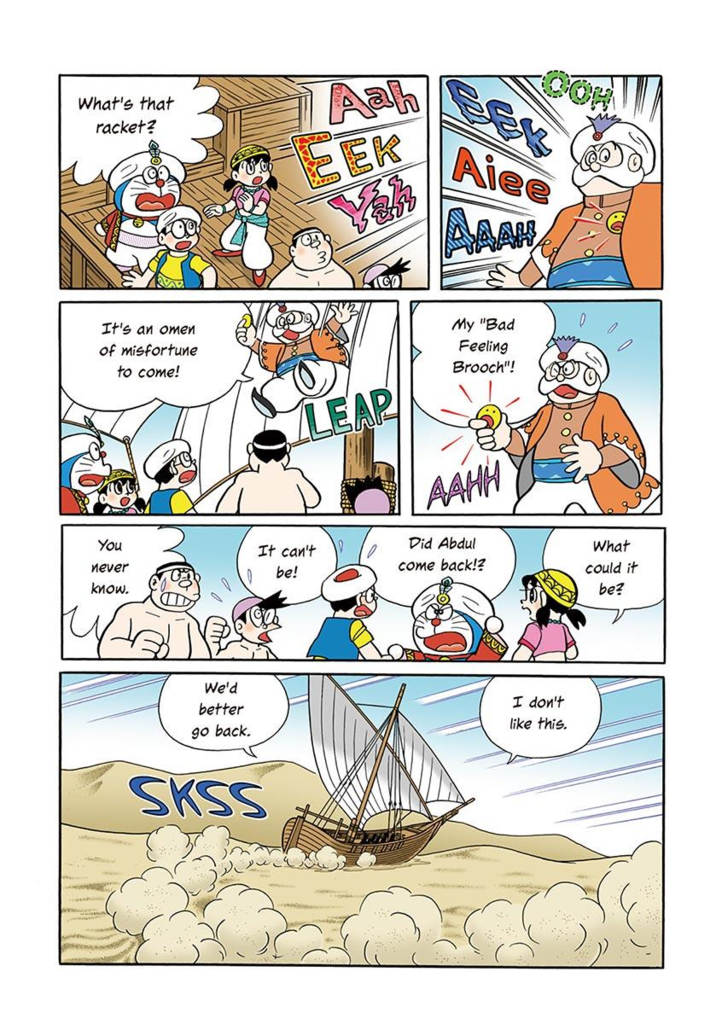 What's that
racket?
Aah
EEK
Yah
OOH
EEK
Aiee
AAAH
It's an omen
of misfortune
to come!
LEAP
My "Bad
Feeling
Brooch"!
AAHH
You
never
know.
It can't
be!
Did Abdul
come back!?
What
could it
be?
We'd
better
go back.
I don't
like this.
SKSS